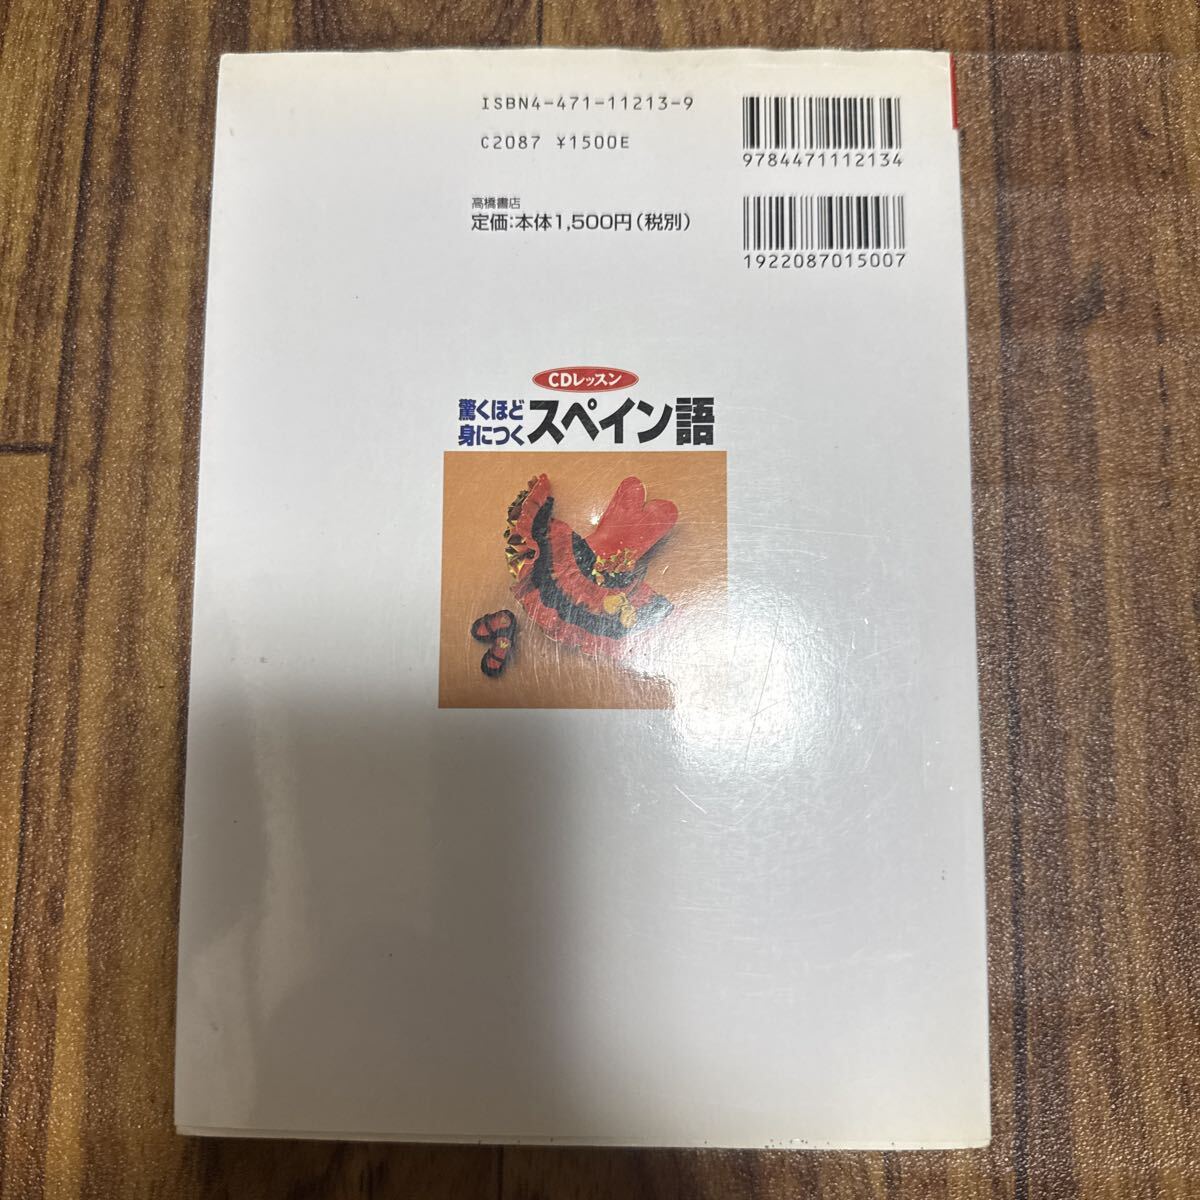 ISBN4-471-11213-9
C2087 ¥1500E
9784471112134
高橋書店
定価:本体1,500円(税別)
1922087015007
CDレッスン
驚くほど
身につく
スペイン語